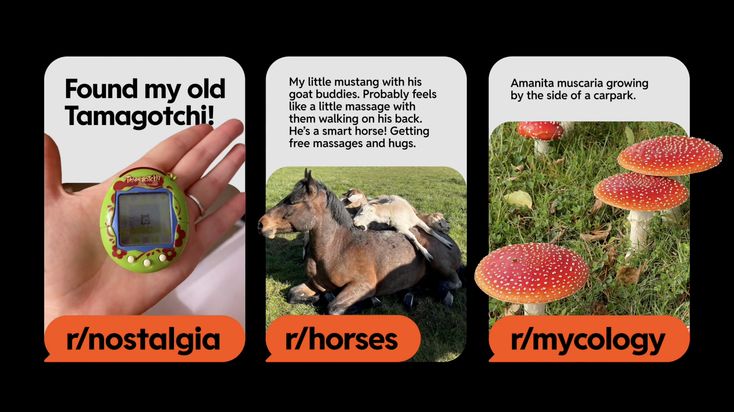 Found my old
Tamagotchi!
Tamagotchi
r/nostalgia
My little mustang with his
goat buddies. Probably feels
like a little massage with
them walking on his back.
He's a smart horse! Getting
free massages and hugs.
r/horses
Amanita muscaria growing
by the side of a carpark.
r/mycology